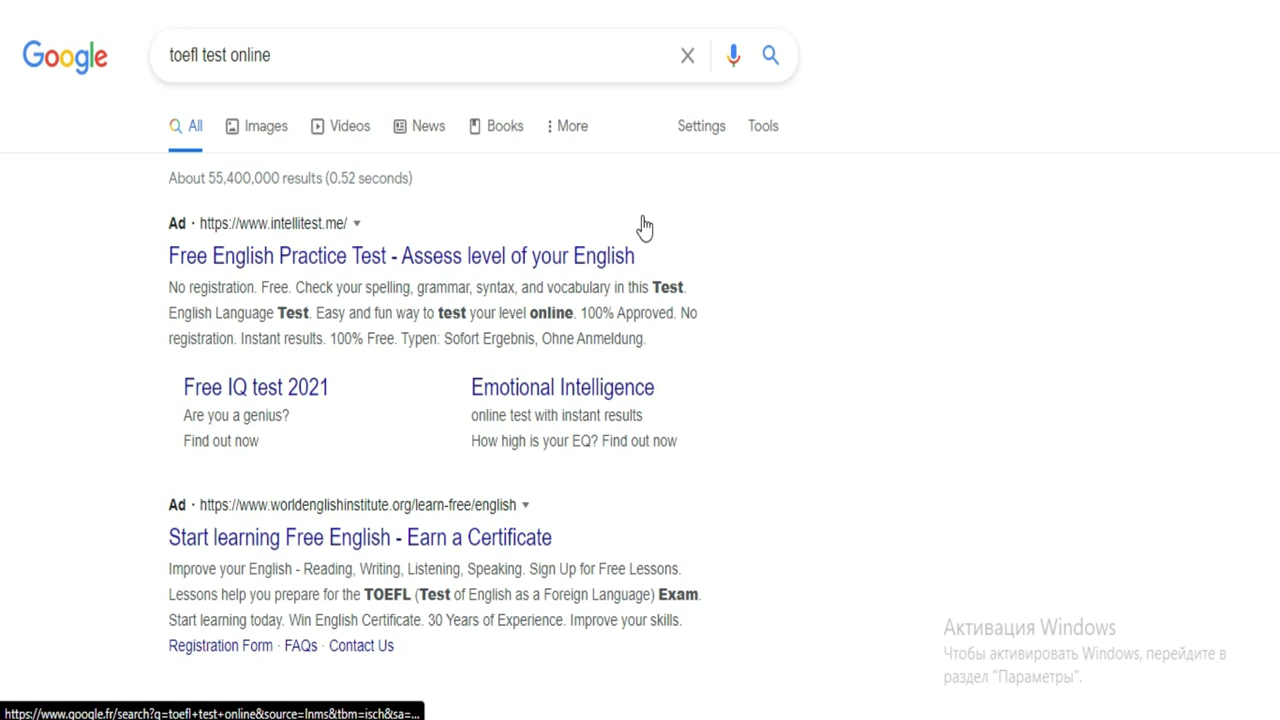 Google
toefl test online
All Images Videos News Books More Settings Tools
About 55,400,000 results (0.52 seconds)
Ad · https://www.intellitest.me/
Free English Practice Test - Assess level of your English
No registration. Free. Check your spelling, grammar, syntax, and vocabulary in this Test.
English Language Test. Easy and fun way to test your level online. 100% Approved. No
registration. Instant results. 100% Free. Typen: Sofort Ergebnis, Ohne Anmeldung.
Free IQ test 2021
Are you a genius?
Find out now
Emotional Intelligence
online test with instant results
How high is your EQ? Find out now
Ad · https://www.worldenglishinstitute.org/learn-free/english
Start learning Free English - Earn a Certificate
Improve your English - Reading, Writing, Listening, Speaking. Sign Up for Free Lessons.
Lessons help you prepare for the TOEFL (Test of English as a Foreign Language) Exam.
Start learning today. Win English Certificate. 30 Years of Experience. Improve your skills.
Registration Form · FAQs · Contact Us
Активация Windows
Чтобы активировать Windows, перейдите в
раздел "Параметры".
https://www.google.fr/search?q=toefl+test+online&source=lnms&tbm=isch&sa=...